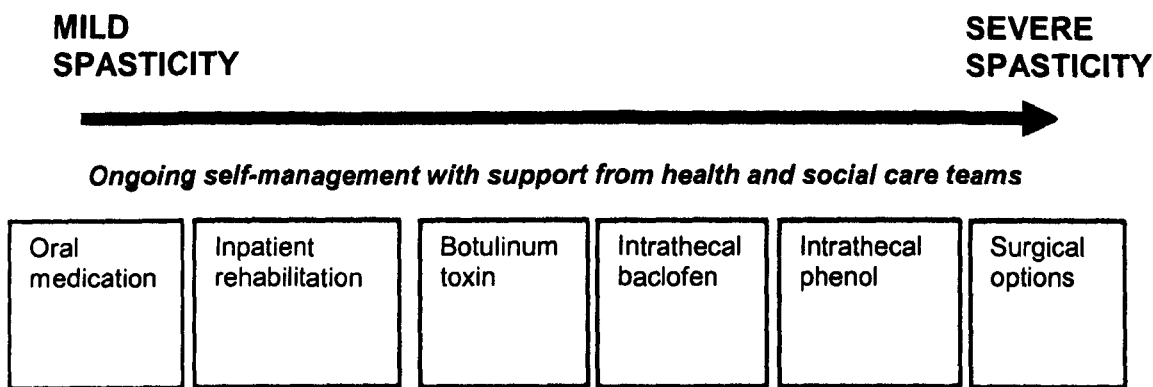 MILD
SPASTICITY
SEVERE
SPASTICITY
Ongoing self-management with support from health and social care teams
Oral
medication
Inpatient
rehabilitation
Botulinum
toxin
Intrathecal
baclofen
Intrathecal
phenol
Surgical
options